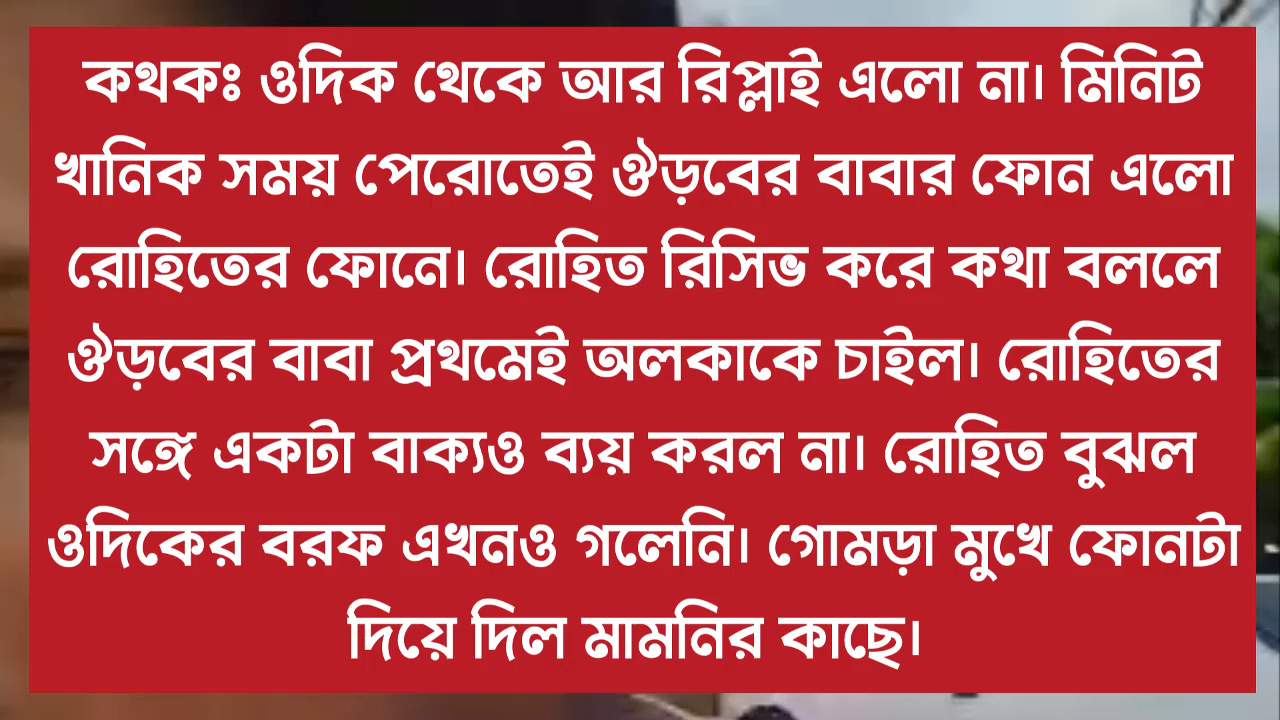 কথকঃ ওদিক থেকে আর রিপ্লাই এলো না। মিনিট
খানিক সময় পেরোতেই ঔড়বের বাবার ফোন এলো
রোহিতের ফোনে। রোহিত রিসিভ করে কথা বললে
ঔড়বের বাবা প্রথমেই অলকাকে চাইল। রোহিতের
সঙ্গে একটা বাক্যও ব্যয় করল না। রোহিত বুঝল
ওদিকের বরফ এখনও গলেনি। গোমড়া মুখে ফোনটা
দিয়ে দিল মামনির কাছে।